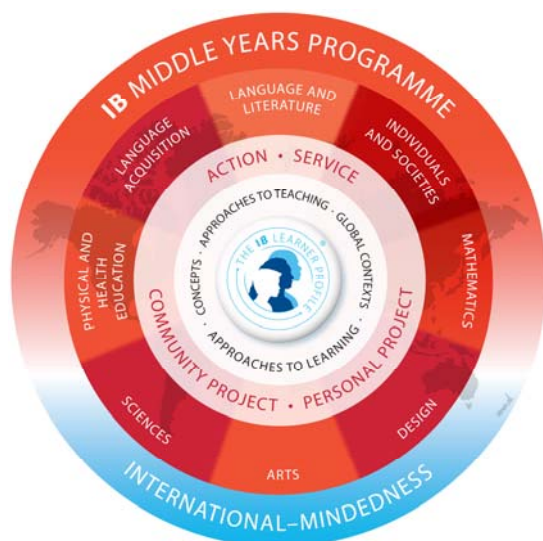 IB MIDDLE YEARS PROGRAMME
LANGUAGE AND
LITERATURE
INDIVIDUALS
AND SOCIETIES
MATHEMATICS
DESIGN
ARTS
SCIENCES
PHYSICAL AND
HEALTH
EDUCATION
LANGUAGE
ACQUISITION
ACTION • SERVICE
COMMUNITY PROJECT • PERSONAL PROJECT
APPROACHES TO TEACHING · GLOBAL CONTEXTS ·
APPROACHES TO LEARNING · CONCEPTS ·
THE IB LEARNER PROFILE
®
INTERNATIONAL–MINDEDNESS